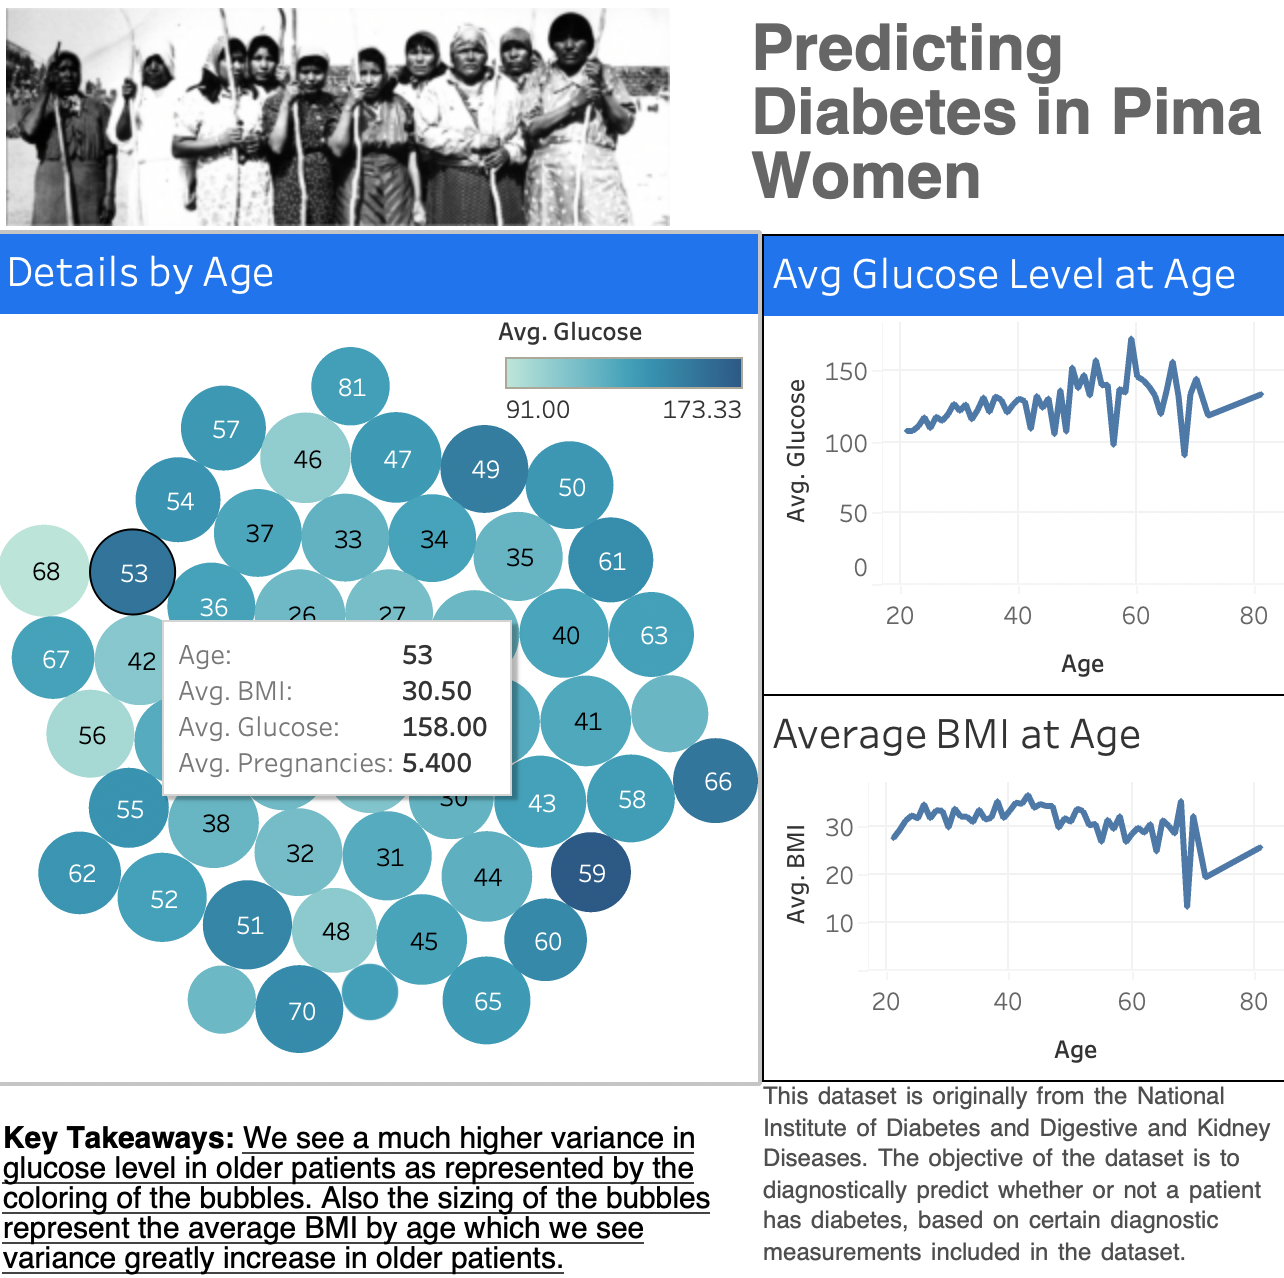 Predicting
Diabetes in Pima
Women
Details by Age
Avg. Glucose
91.00 173.33
81
57
46
47
49
50
54
37
33
34
35
61
68
53
36
26
27
40
63
67
42
Age: 53
Avg. BMI: 30.50
Avg. Glucose: 158.00
Avg. Pregnancies: 5.400
56
41
66
55
38
30
43
58
32
31
44
59
62
52
51
48
45
60
70
65
Avg Glucose Level at Age
Avg. Glucose
150
100
50
0
20 40 60 80
Age
Average BMI at Age
Avg. BMI
30
20
10
20 40 60 80
Age
Key Takeaways: We see a much higher variance in
glucose level in older patients as represented by the
coloring of the bubbles. Also the sizing of the bubbles
represent the average BMI by age which we see
variance greatly increase in older patients.
This dataset is originally from the National
Institute of Diabetes and Digestive and Kidney
Diseases. The objective of the dataset is to
diagnostically predict whether or not a patient
has diabetes, based on certain diagnostic
measurements included in the dataset.